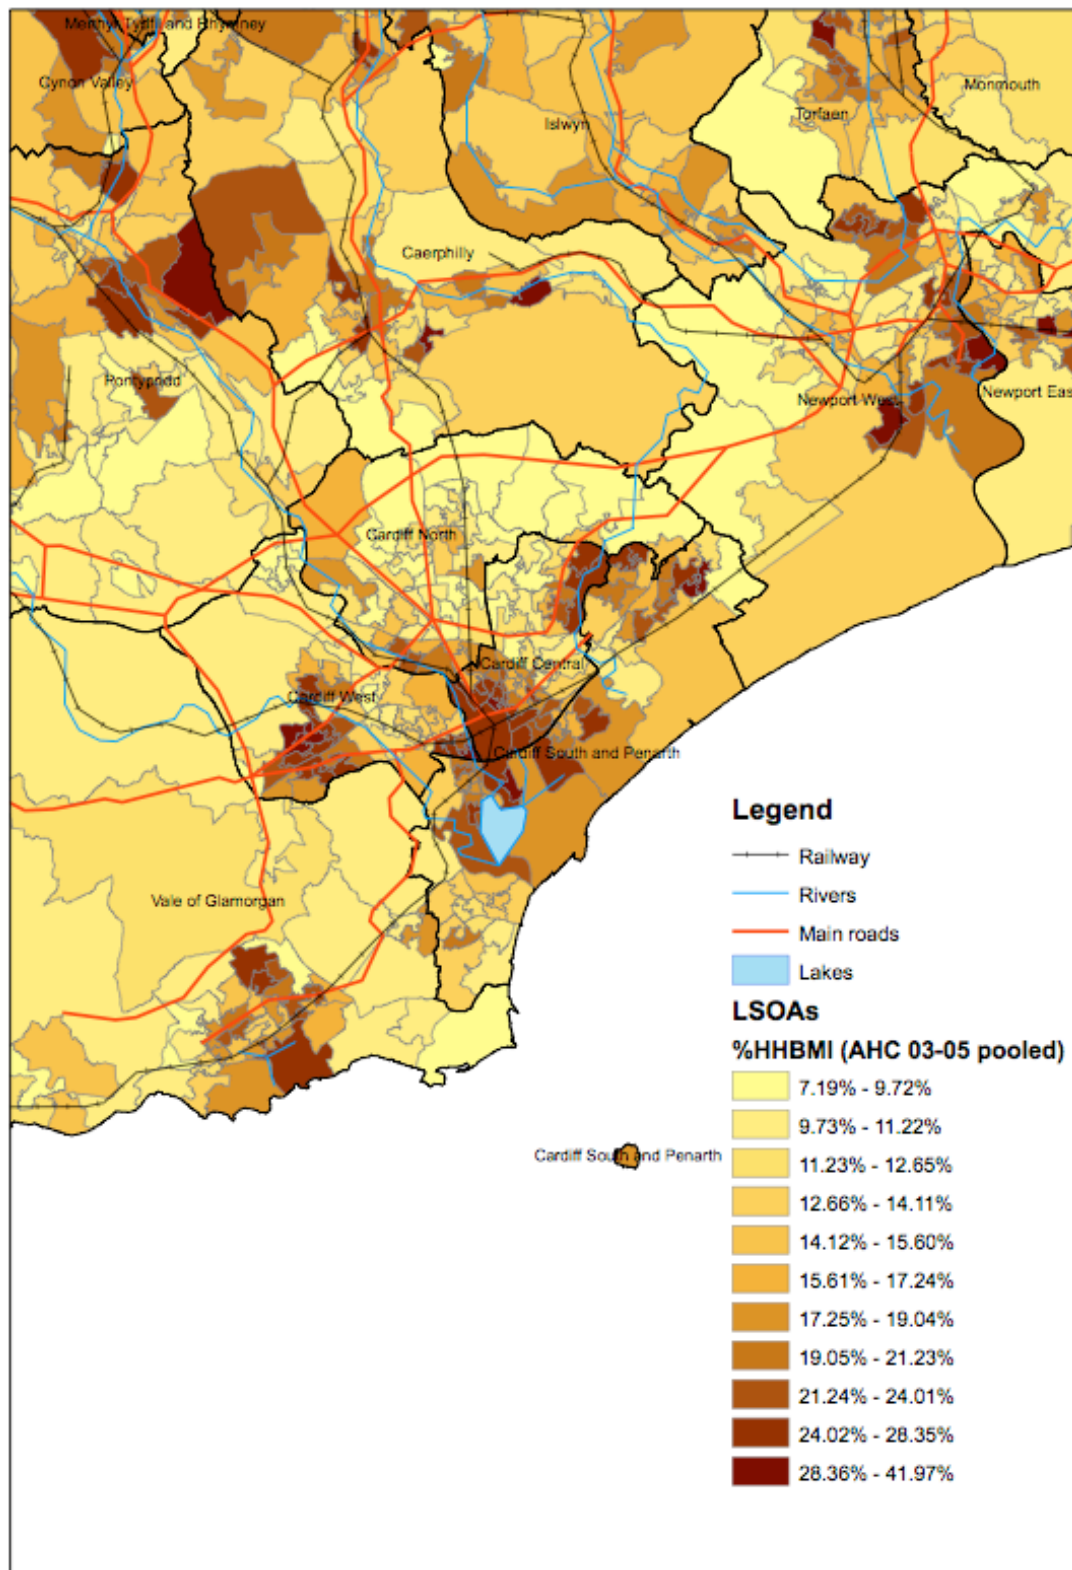 Merthyr Tydfil and Rhymney
Cynon Valley
Monmouth
Torfaen
Islwyn
Caerphilly
Pontypridd
Newport West
Newport Eas
Cardiff North
Cardiff Central
Cardiff West
Cardiff South and Penarth
Vale of Glamorgan
Cardiff South and Penarth
Legend
Railway
Rivers
Main roads
Lakes
LSOAs
%HHBMI (AHC 03-05 pooled)
7.19% - 9.72%
9.73% - 11.22%
11.23% - 12.65%
12.66% - 14.11%
14.12% - 15.60%
15.61% - 17.24%
17.25% - 19.04%
19.05% - 21.23%
21.24% - 24.01%
24.02% - 28.35%
28.36% - 41.97%